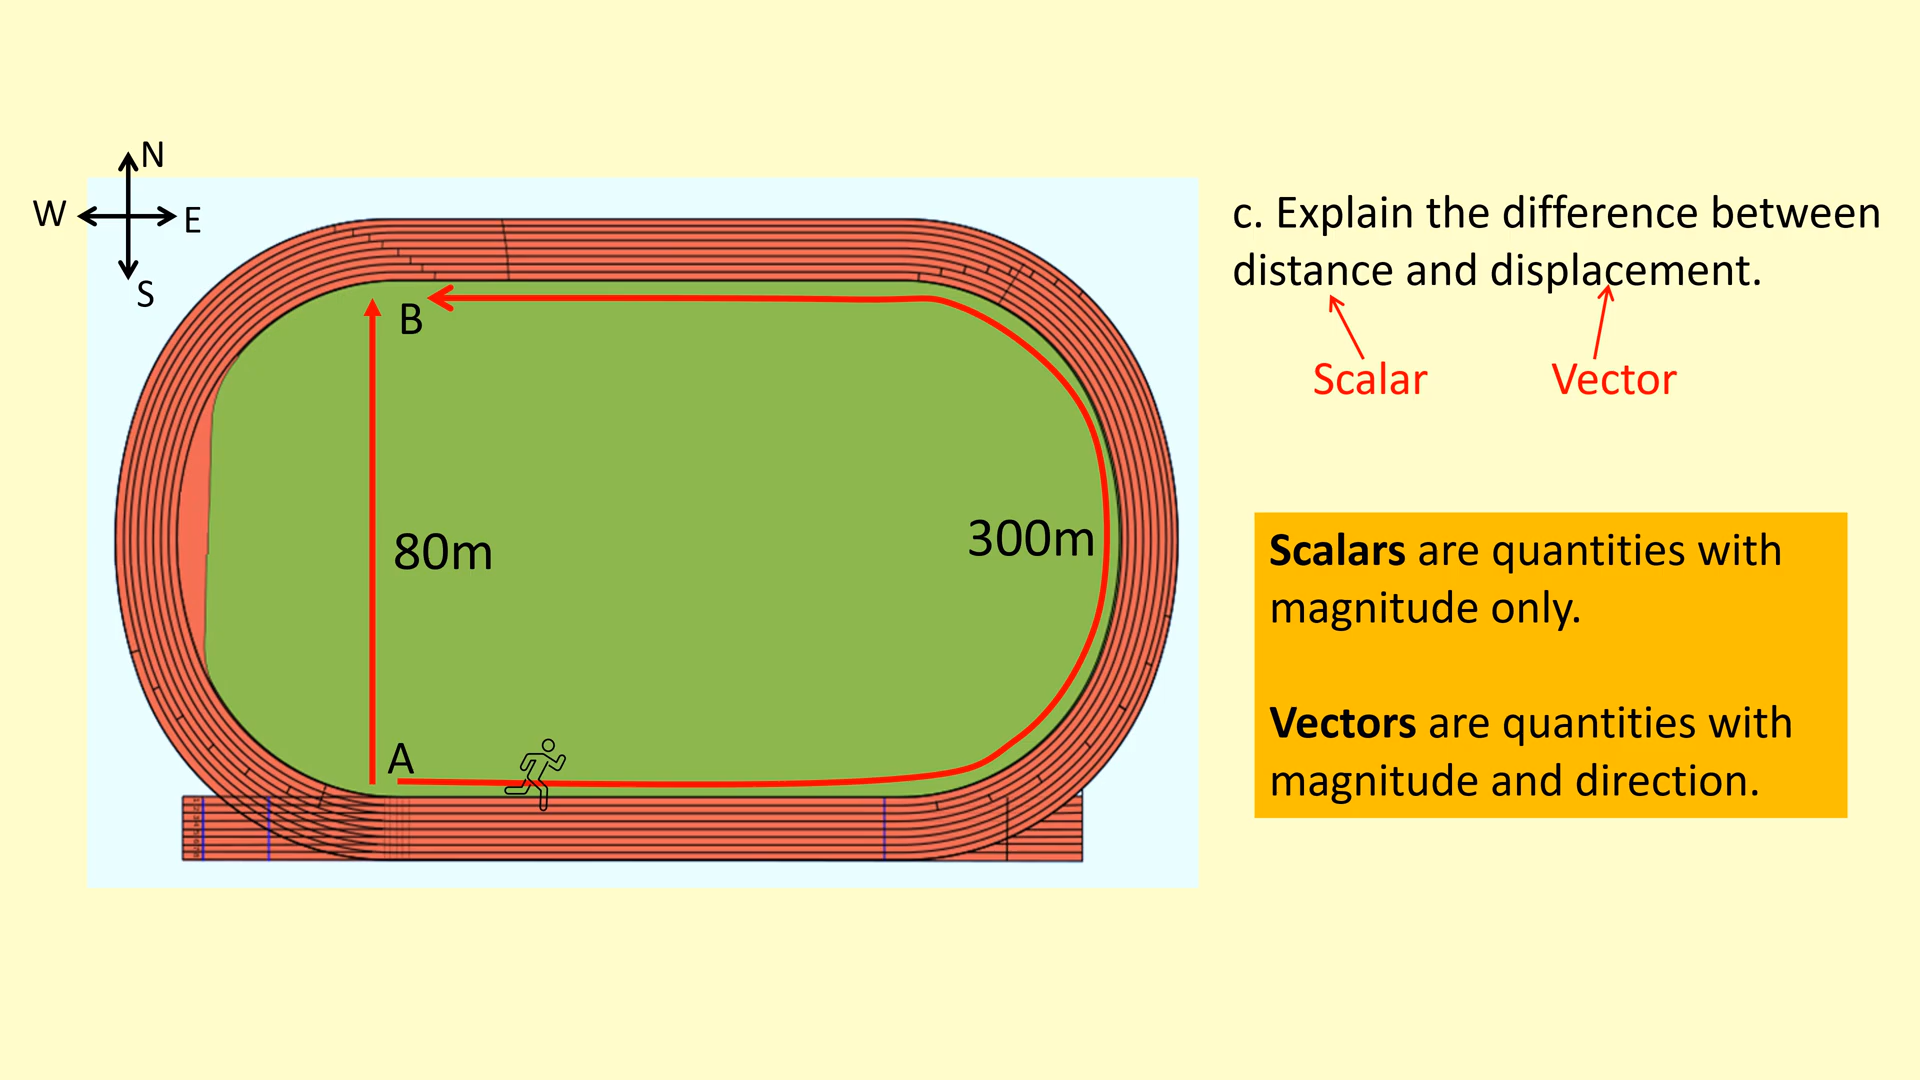 N
W
E
S
c. Explain the difference between
distance and displacement.
Scalar
Vector
B
80m
300m
A
Scalars are quantities with
magnitude only.
Vectors are quantities with
magnitude and direction.